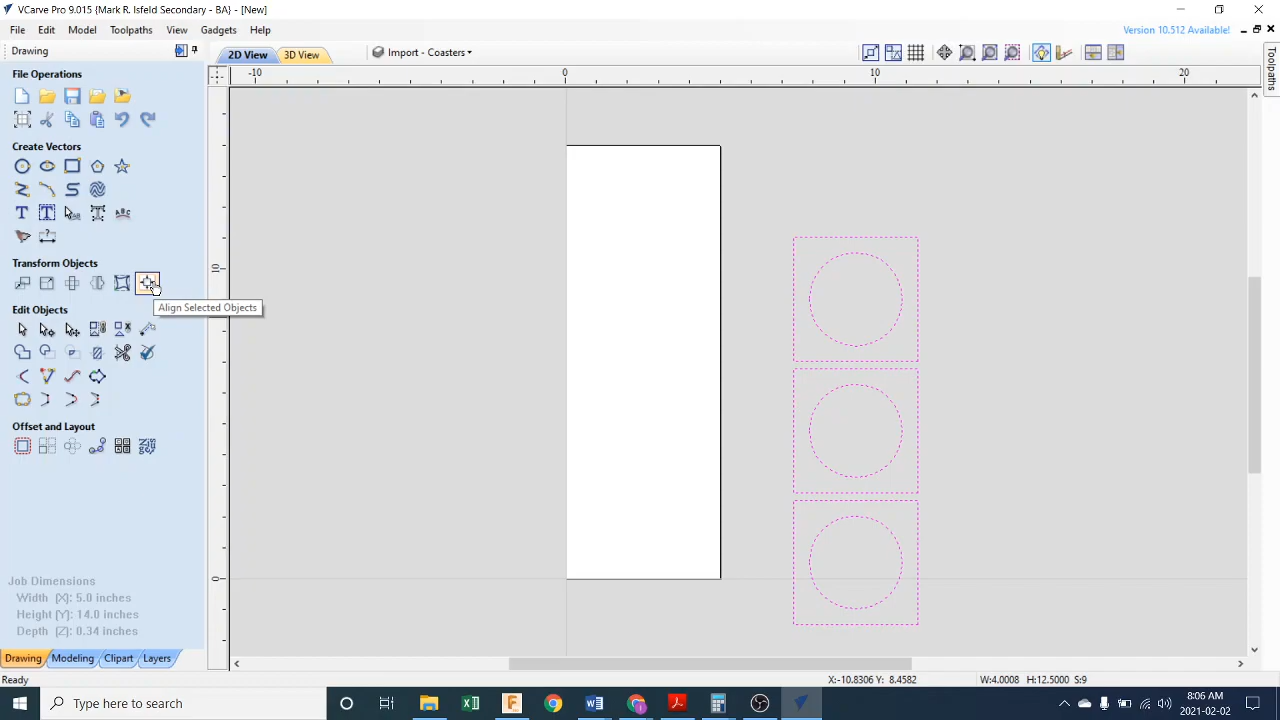 VCarve Pro 9.015 {Mark R. Isfeld Secondary - BA} - [New]
File Edit Model Toolpaths View Gadgets Help
Version 10.512 Available!
Drawing
2D View
3D View
Import - Coasters
Toolpaths
-10
0
10
20
File Operations
Create Vectors
Transform Objects
10
Align Selected Objects
Edit Objects
Offset and Layout
0
Job Dimensions
Width (X): 5.0 inches
Height (Y): 14.0 inches
Depth (Z): 0.34 inches
Drawing
Modeling
Clipart
Layers
Ready
X:-10.8306 Y: 8.4582
W:4.0008 H:12.5000 S:9
Type here to search
8:06 AM
2021-02-02